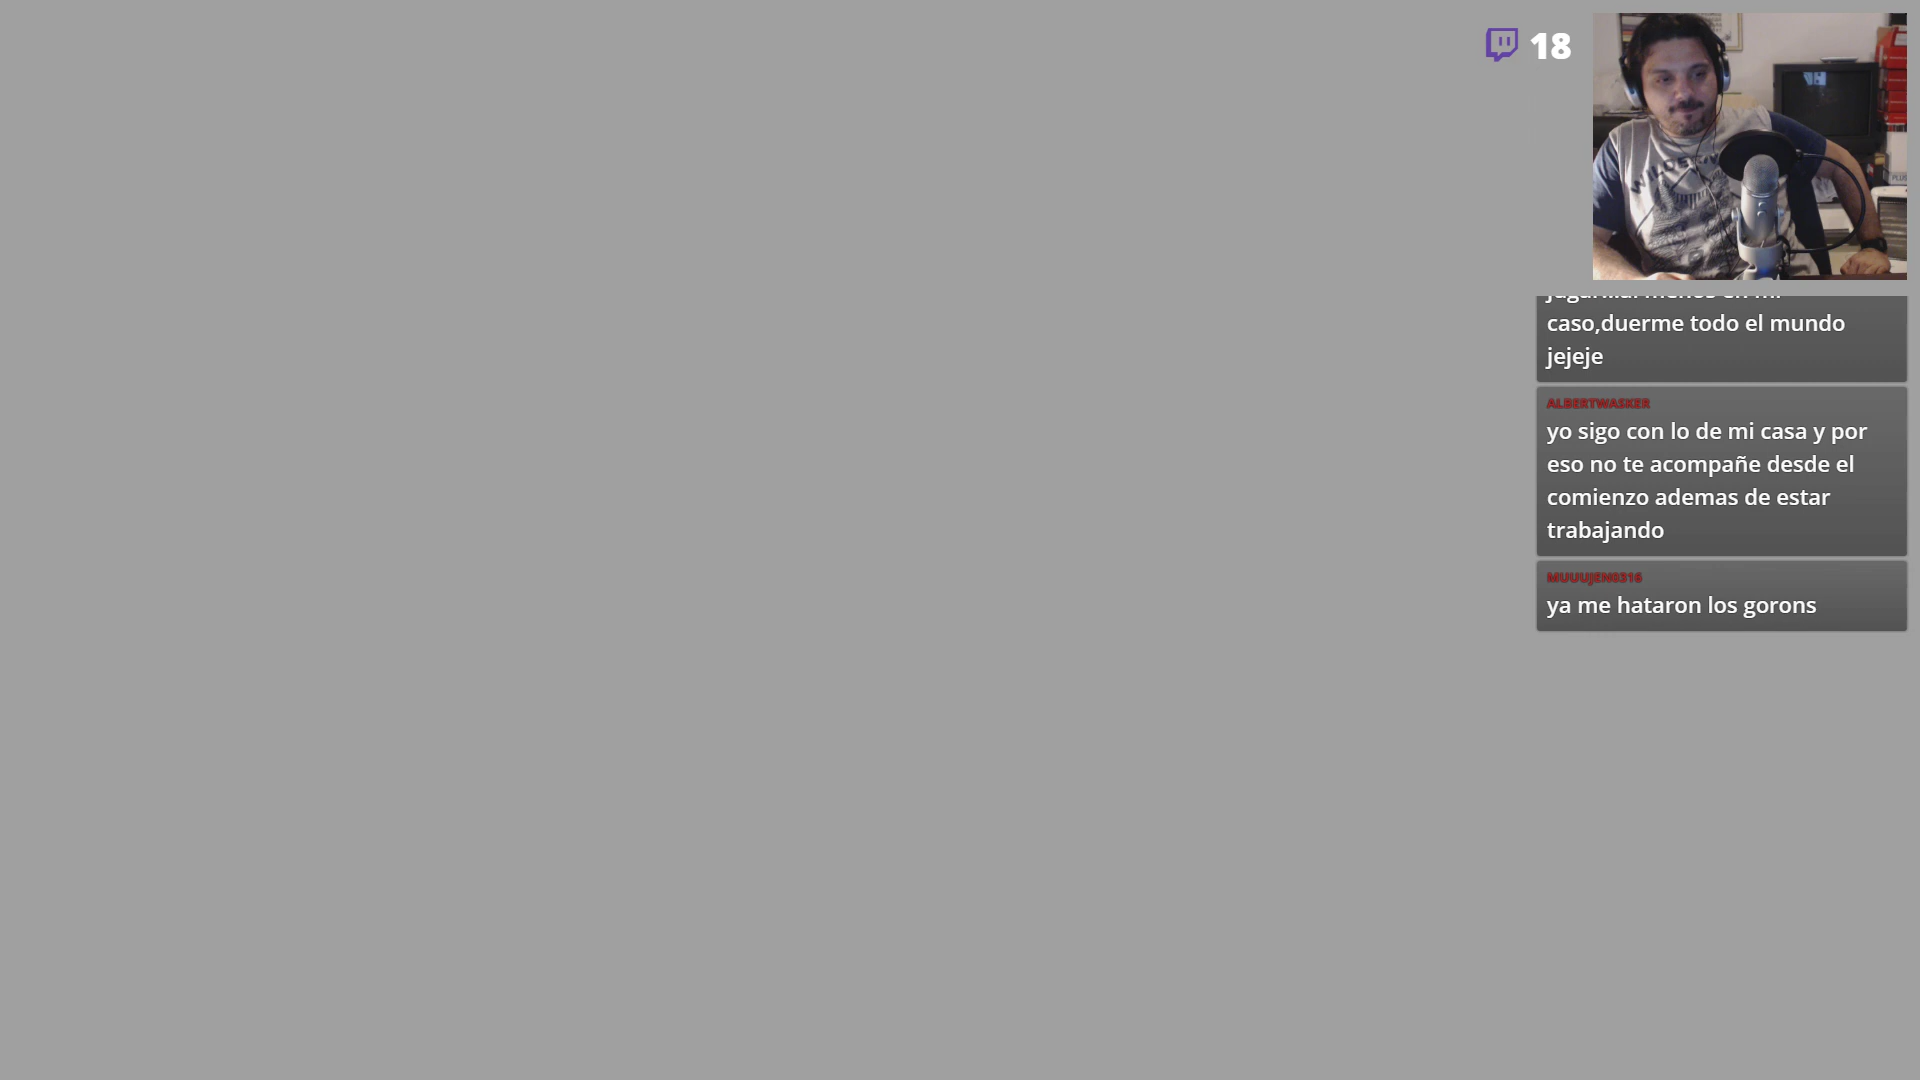 18
caso,duerme todo el mundo
jejeje
ALBERTWASKER
yo sigo con lo de mi casa y por
eso no te acompañe desde el
comienzo ademas de estar
trabajando
MUUUJEN0316
ya me hataron los gorons